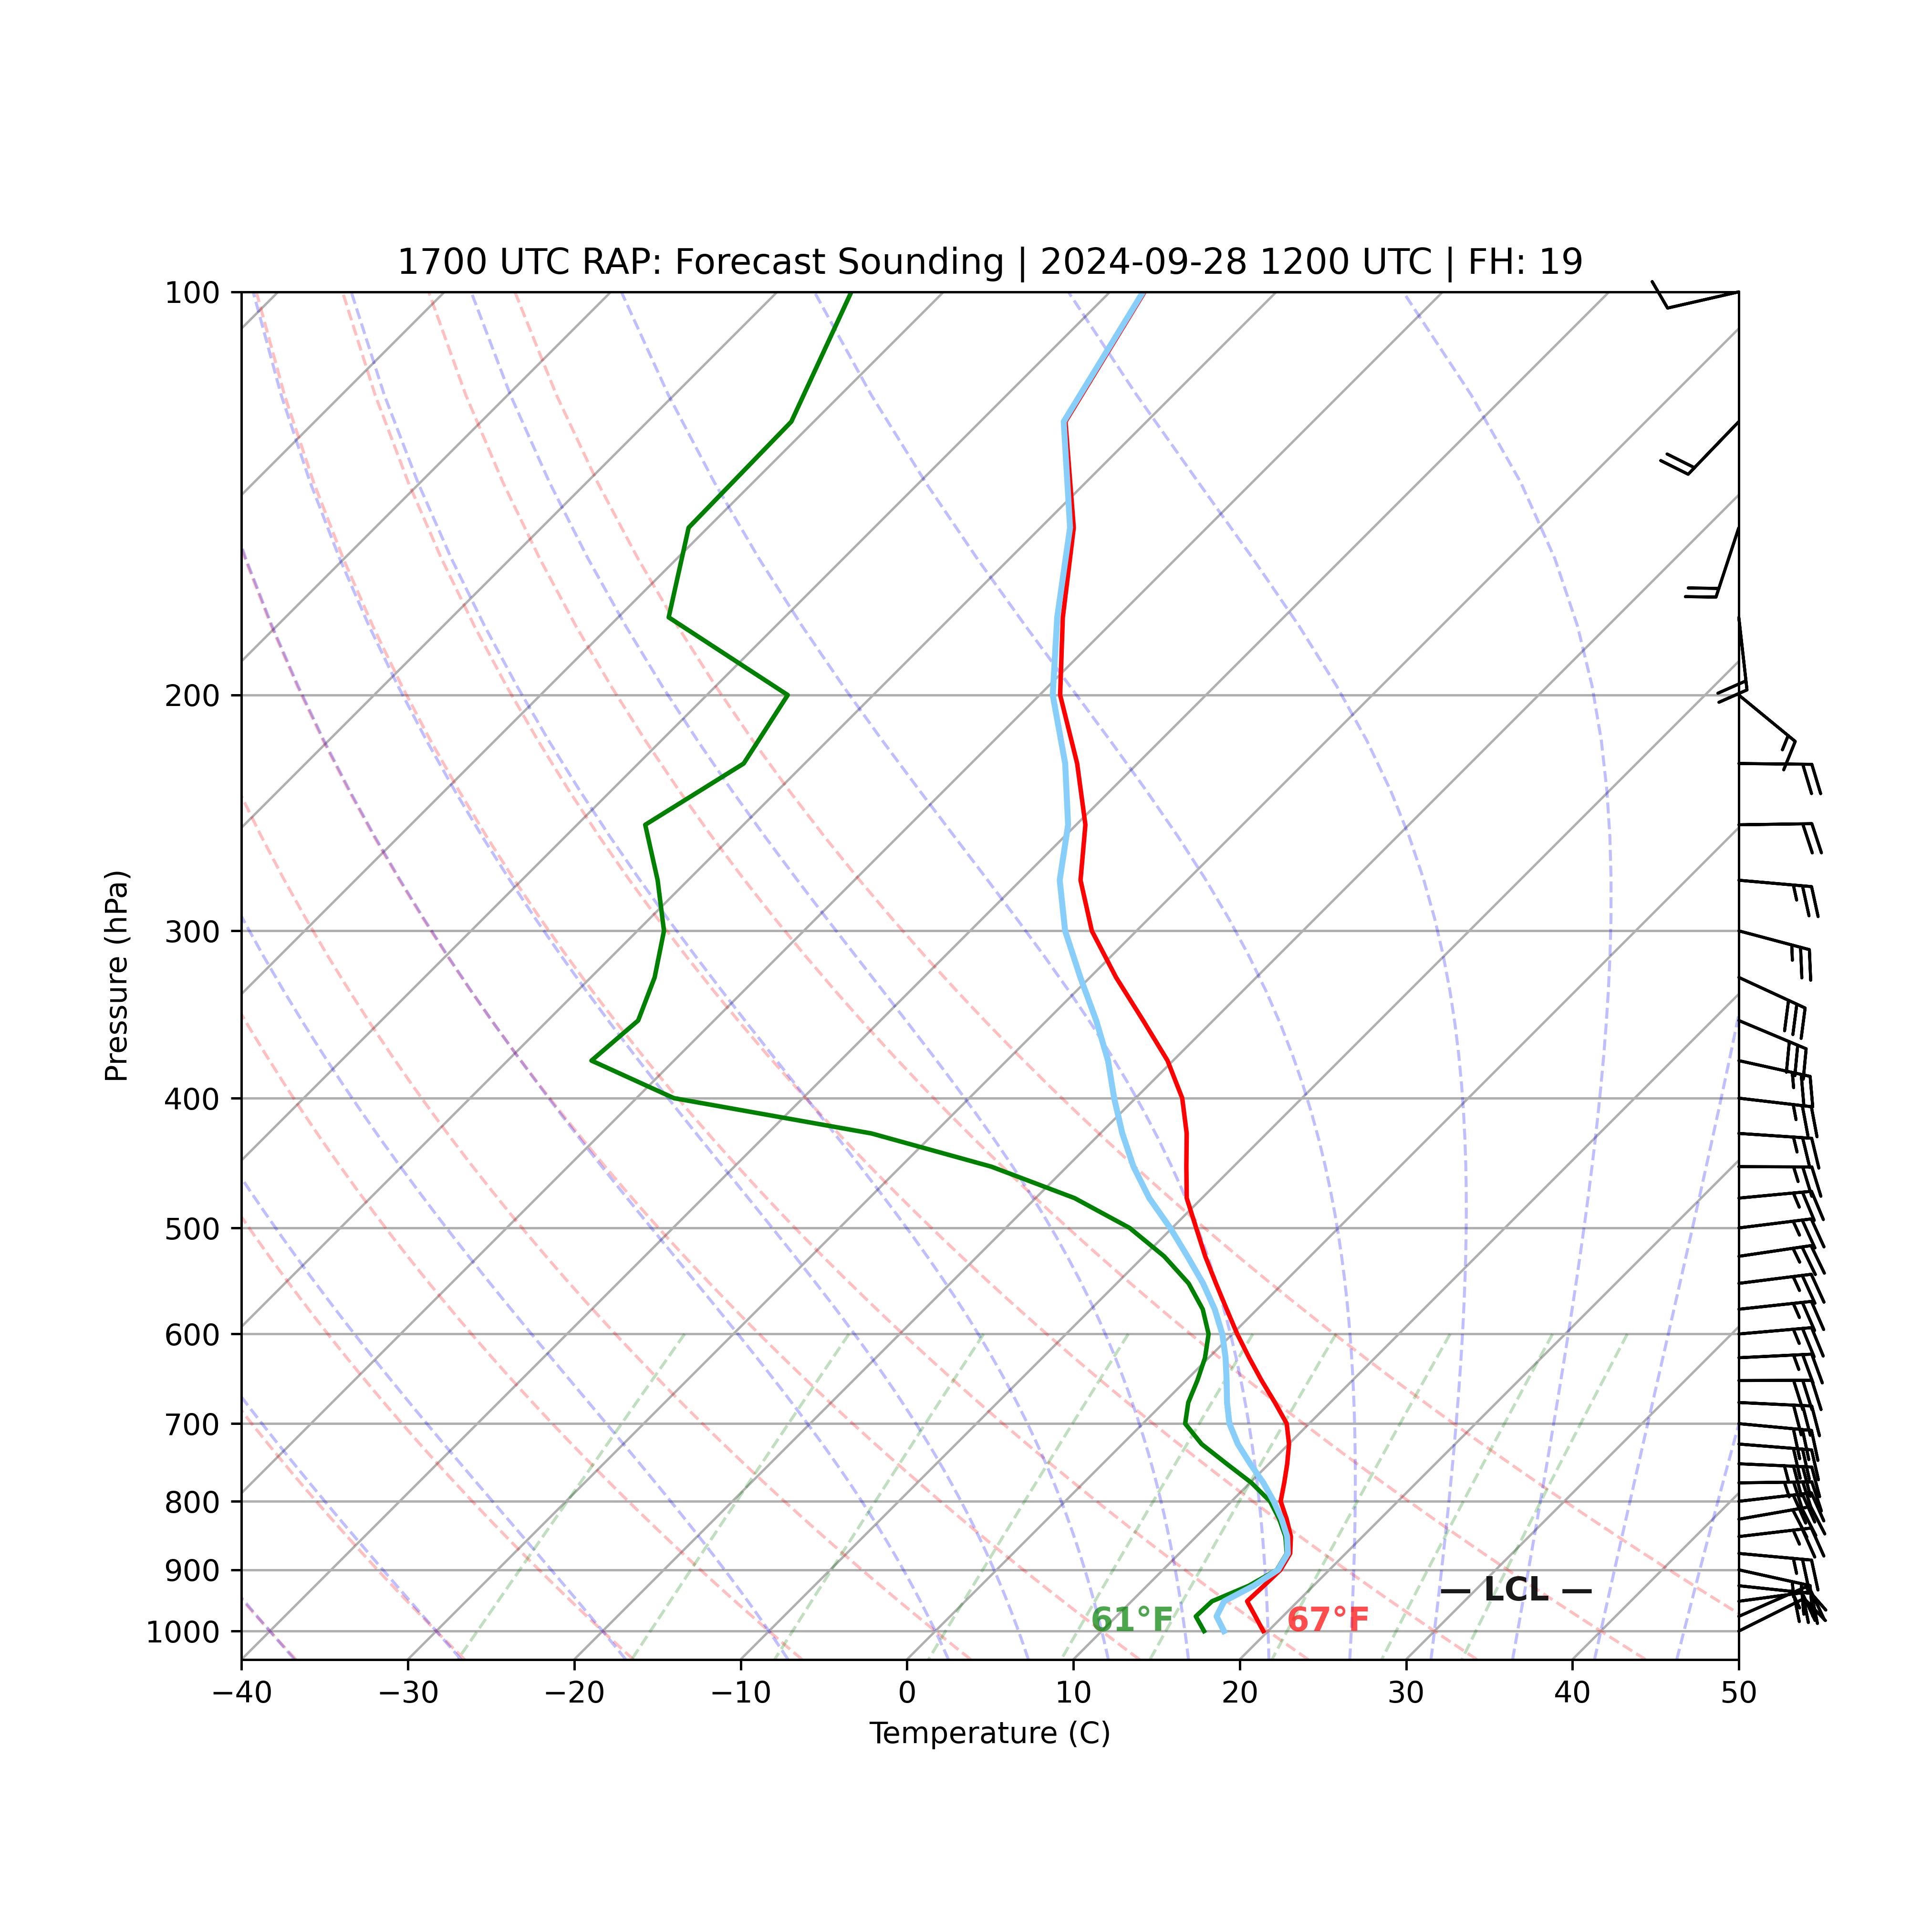 1700 UTC RAP: Forecast Sounding | 2024-09-28 1200 UTC | FH: 19
100
200
300
400
500
600
700
800
900
1000
Pressure (hPa)
— LCL —
61°F
67°F
−40 −30 −20 −10 0 10 20 30 40 50
Temperature (C)